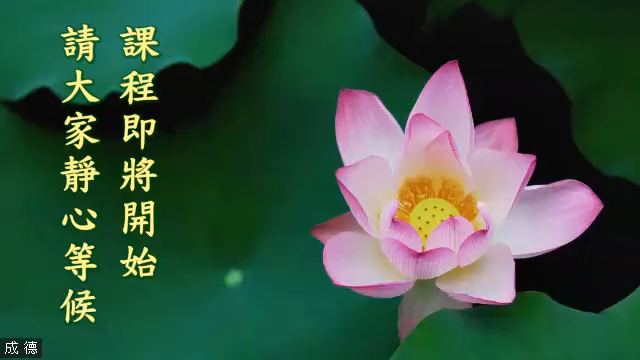 課程即將開始
請大家靜心等候
成德